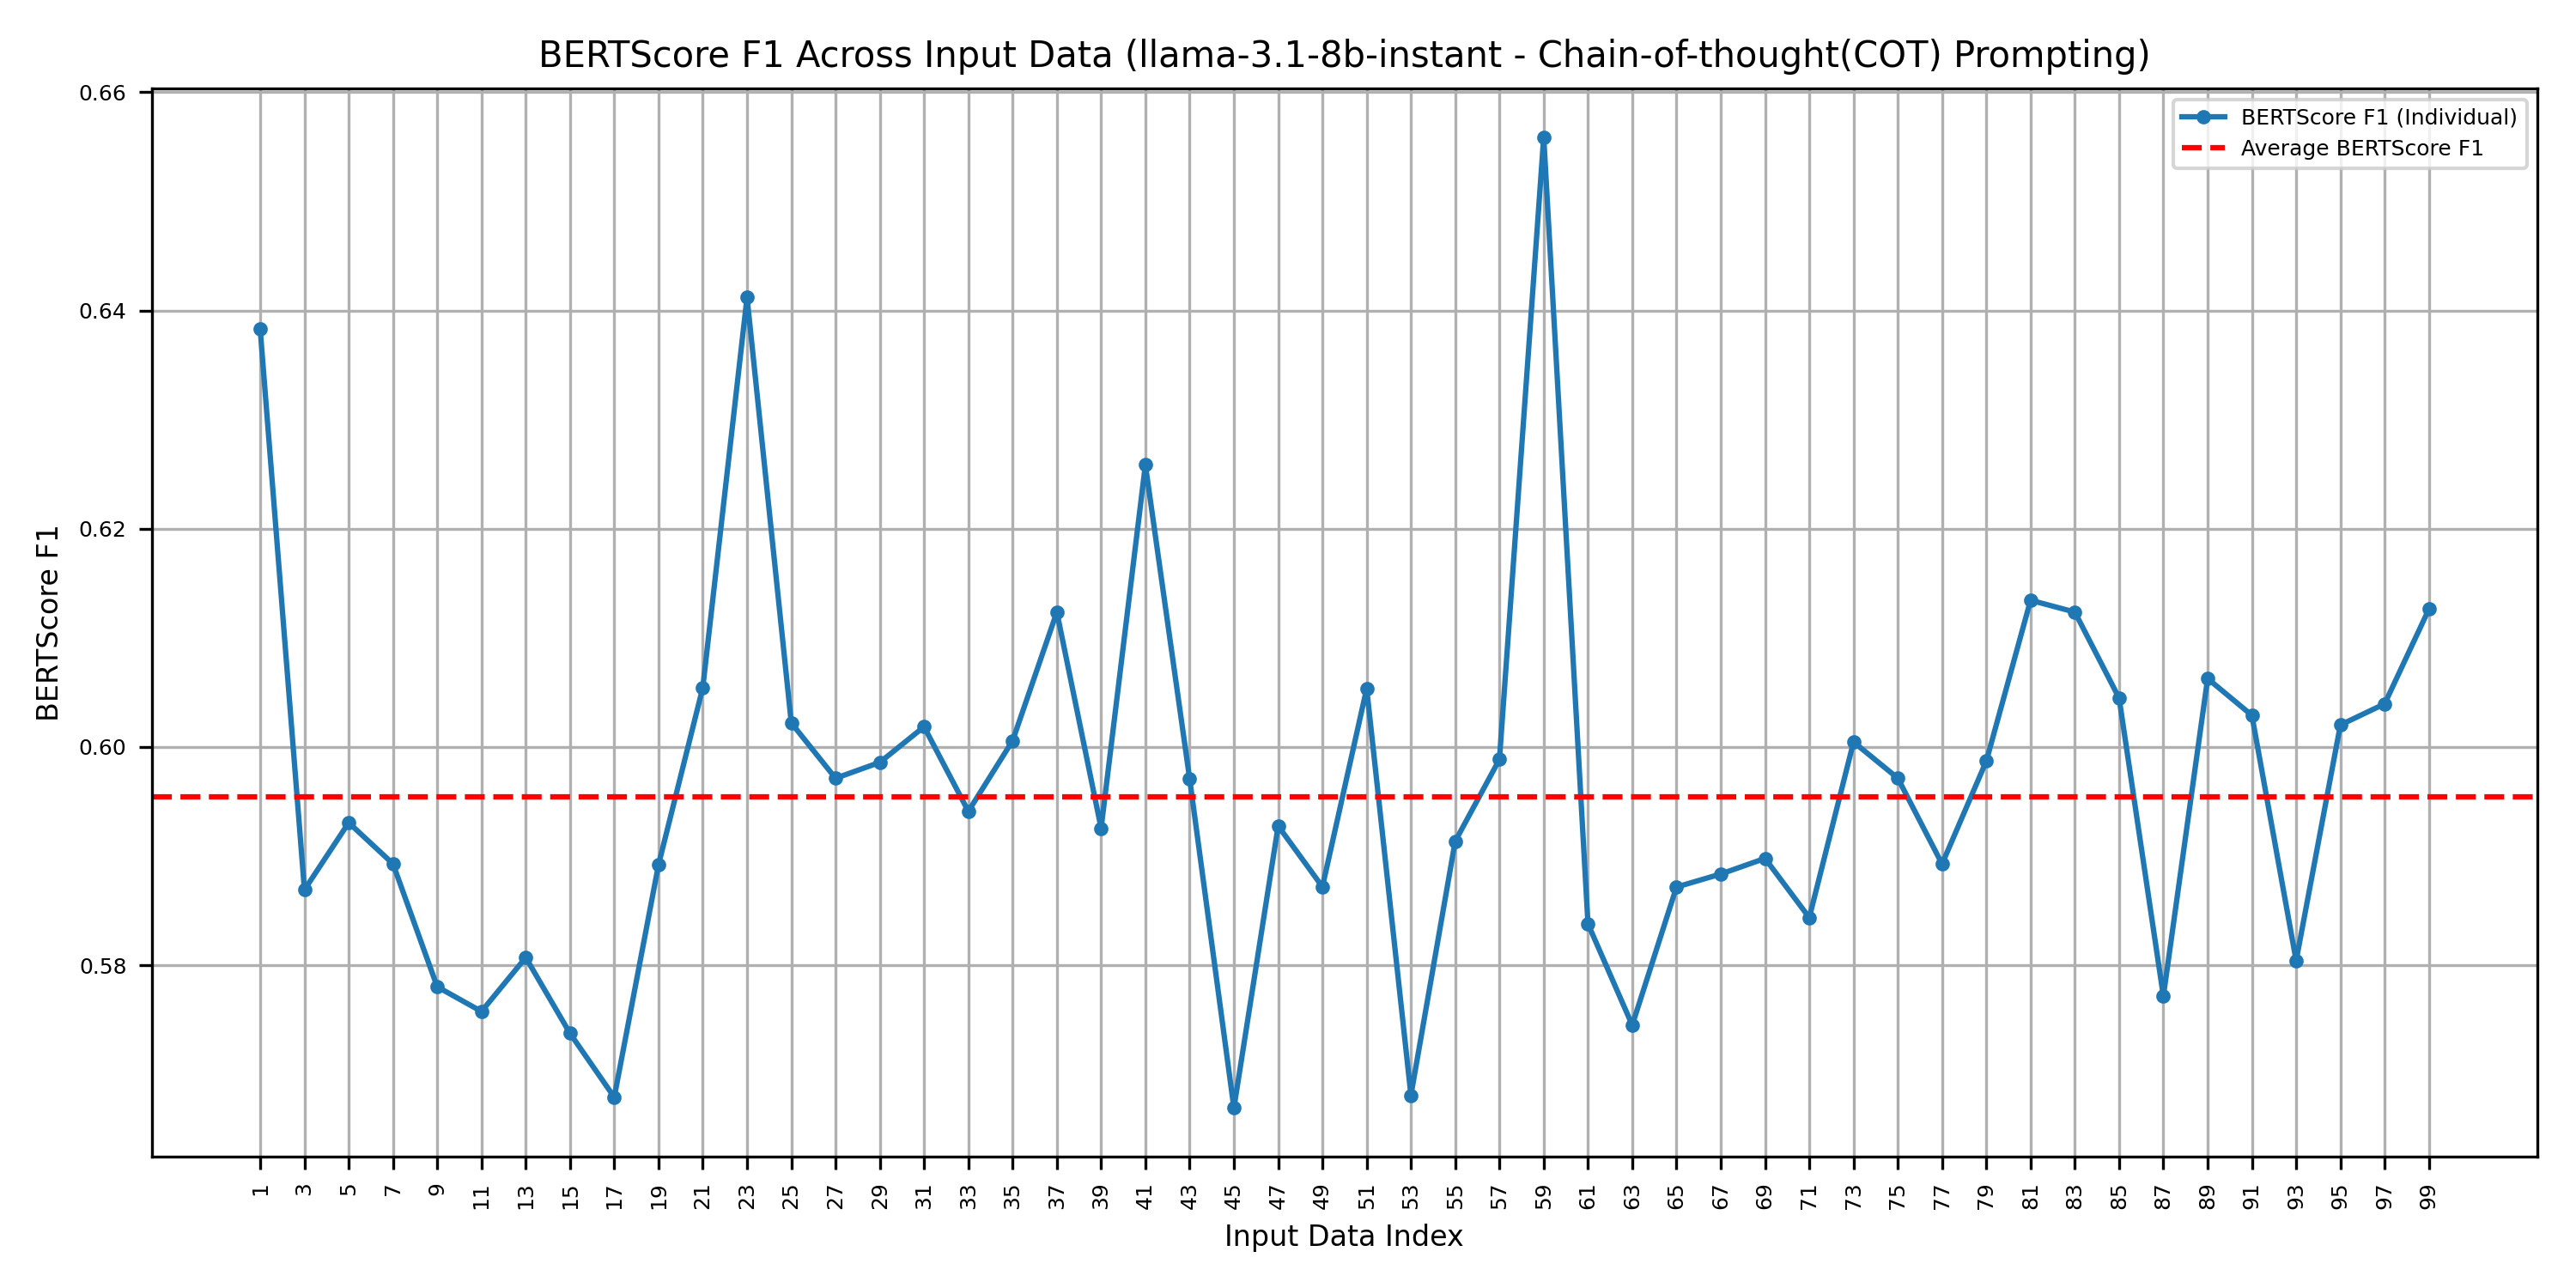 BERTScore F1 Across Input Data (llama-3.1-8b-instant - Chain-of-thought(COT) Prompting)
BERTScore F1 (Individual)
Average BERTScore F1
BERTScore F1
0.66
0.64
0.62
0.60
0.58
1 3 5 7 9 11 13 15 17 19 21 23 25 27 29 31 33 35 37 39 41 43 45 47 49 51 53 55 57 59 61 63 65 67 69 71 73 75 77 79 81 83 85 87 89 91 93 95 97 99
Input Data Index